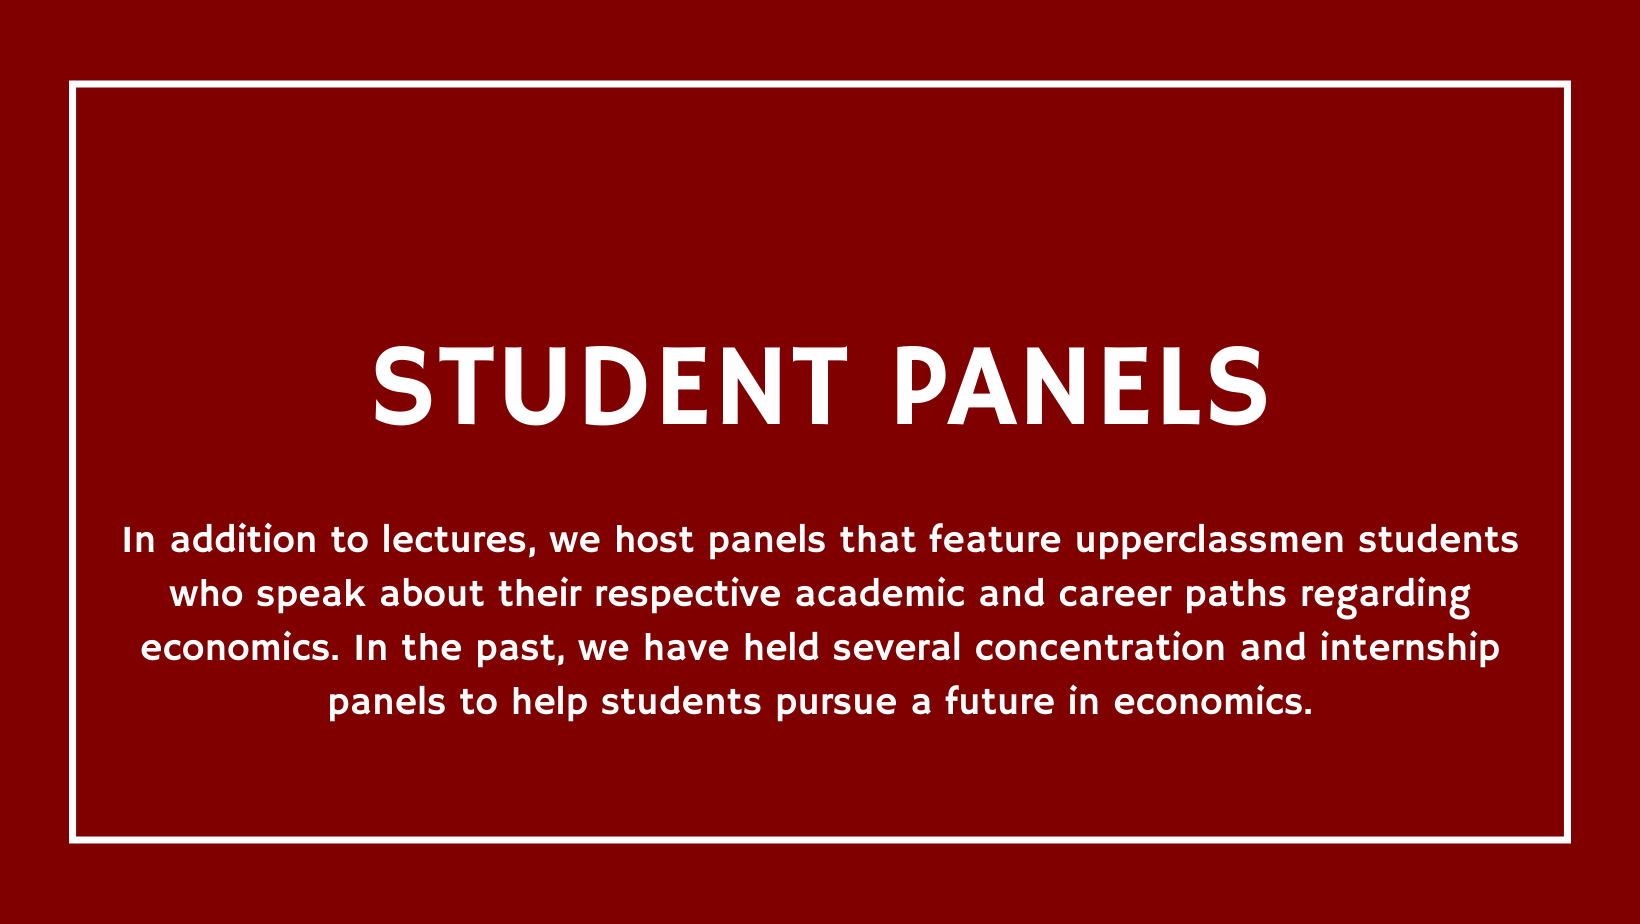 STUDENT PANELS
In addition to lectures, we host panels that feature upperclassmen students
who speak about their respective academic and career paths regarding
economics. In the past, we have held several concentration and internship
panels to help students pursue a future in economics.